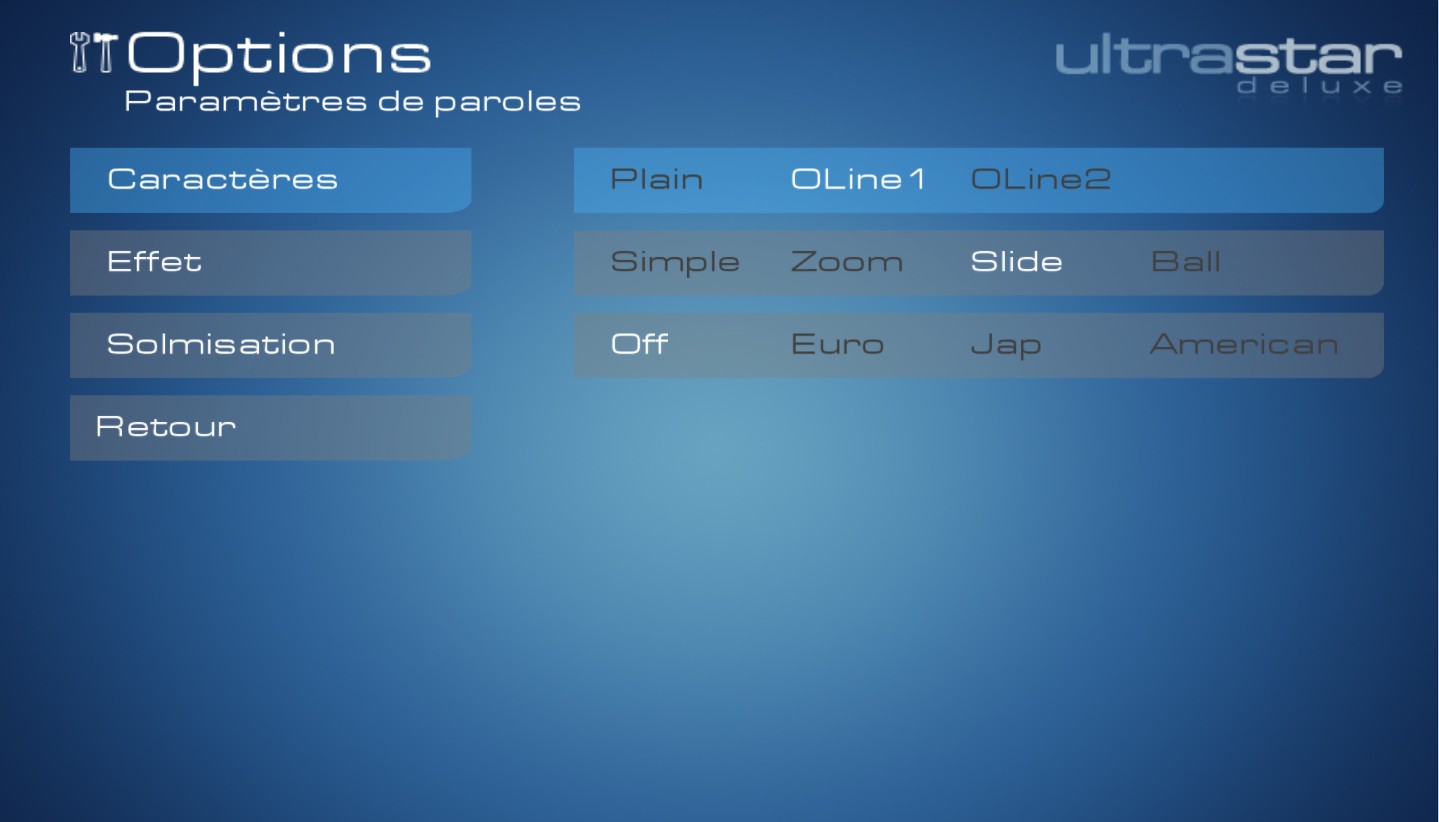 Options
Paramètres de paroles
ultrastar
deluxe
Caractères
Plain OLine1 OLine2
Effet
Simple Zoom Slide Ball
Solmisation
Off Euro Jap American
Retour